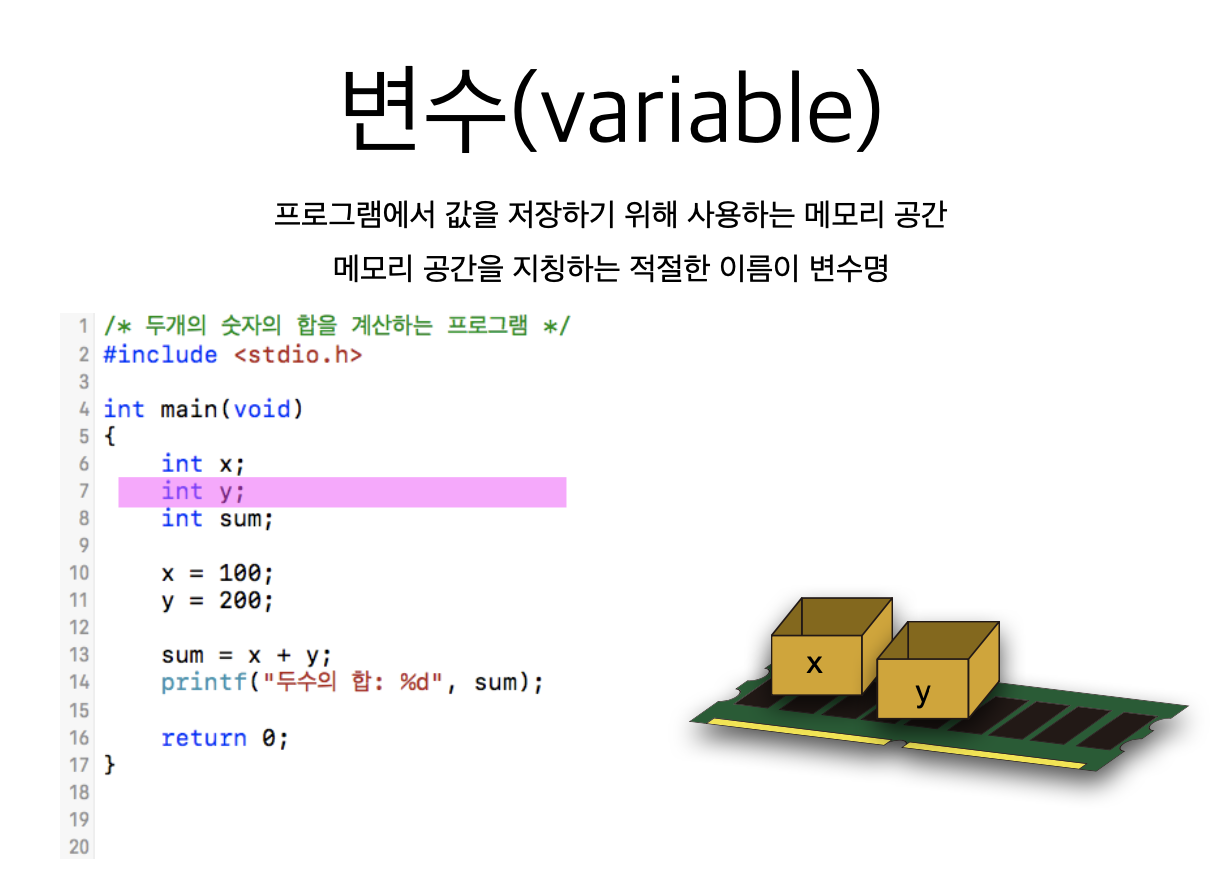 변수(variable)
프로그램에서 값을 저장하기 위해 사용하는 메모리 공간
메모리 공간을 지칭하는 적절한 이름이 변수명
1 /* 두개의 숫자의 합을 계산하는 프로그램 */
2 #include <stdio.h>
3
4 int main(void)
5 {
6     int x;
7     int y;
8     int sum;
9
10     x = 100;
11     y = 200;
12
13     sum = x + y;
14     printf("두수의 합: %d", sum);
15
16     return 0;
17 }
18
19
20
x
y